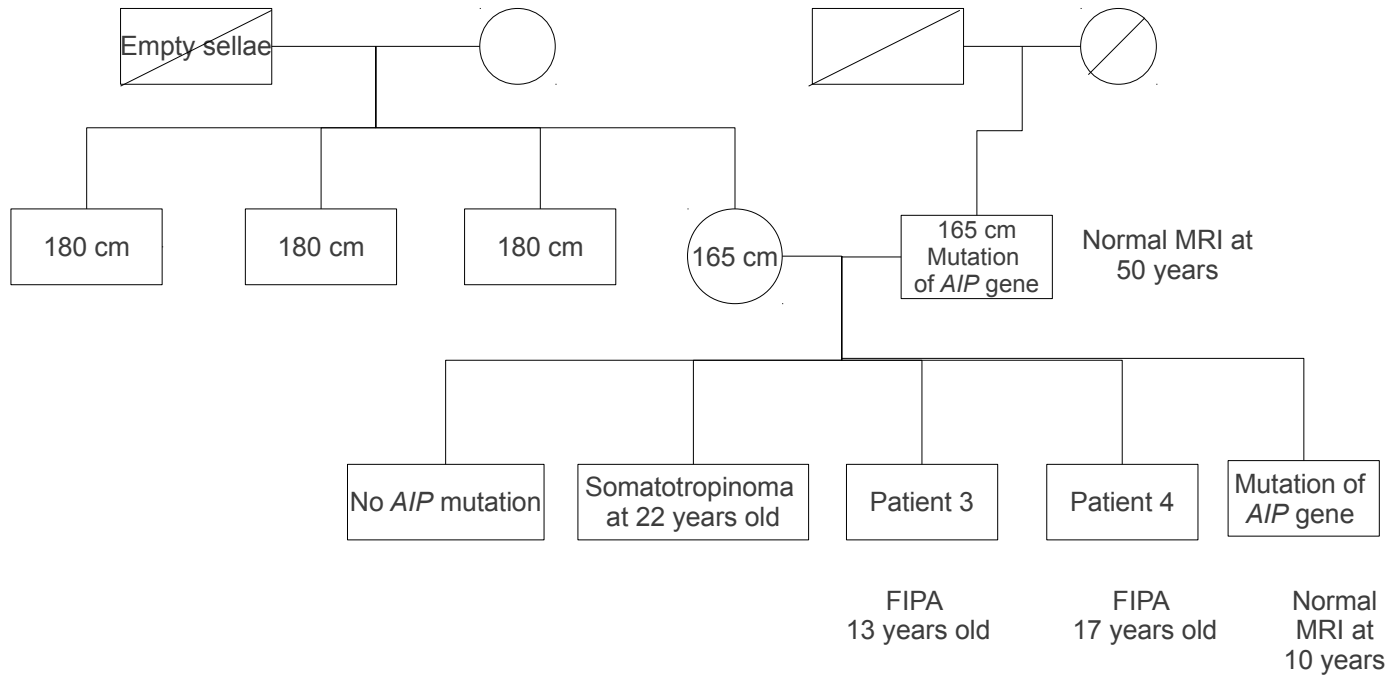 Empty sellae
180 cm
180 cm
180 cm
165 cm
165 cm
Mutation
of AIP gene
Normal MRI at
50 years
No AIP mutation
Somatotropinoma
at 22 years old
Patient 3
Patient 4
Mutation of
AIP gene
FIPA
13 years old
FIPA
17 years old
Normal
MRI at
10 years